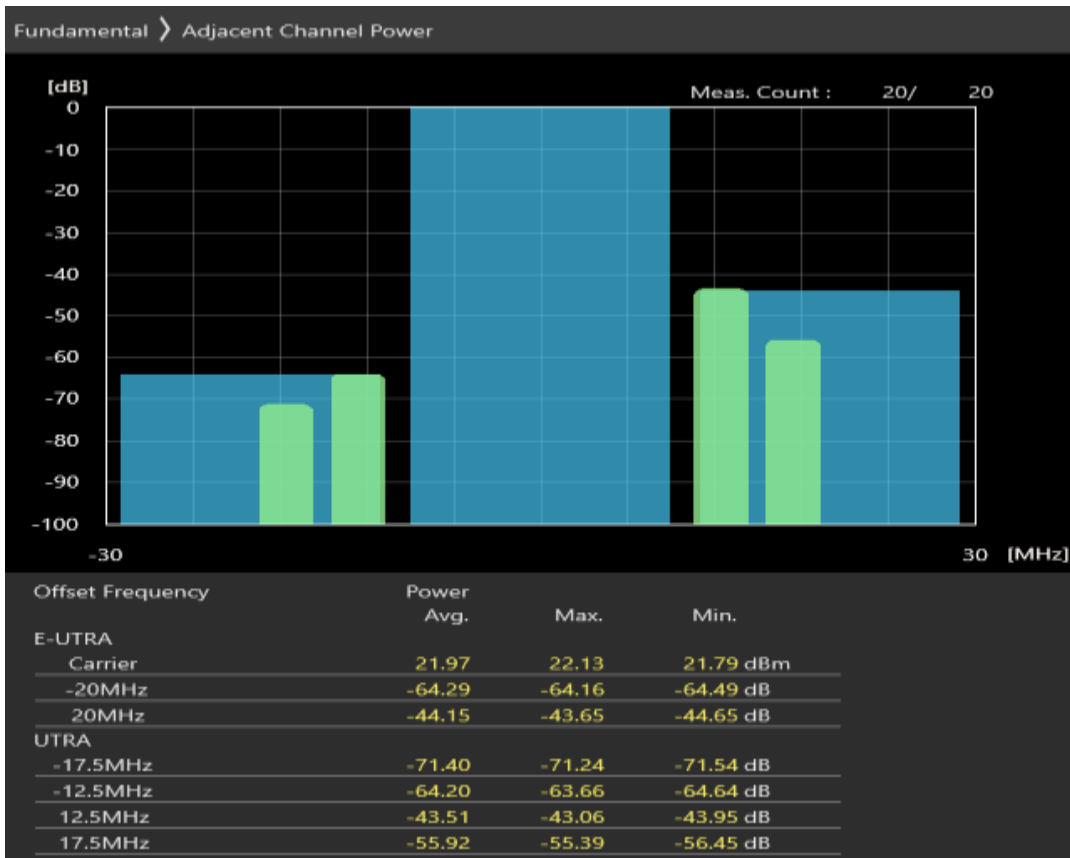 Fundamental ❯ Adjacent Channel Power
[dB]
Meas. Count : 20/ 20
0
-10
-20
-30
-40
-50
-60
-70
-80
-90
-100
-30 30 [MHz]
Offset Frequency Power
Avg. Max. Min.
E-UTRA
Carrier 21.97 22.13 21.79 dBm
-20MHz -64.29 -64.16 -64.49 dB
20MHz -44.15 -43.65 -44.65 dB
UTRA
-17.5MHz -71.40 -71.24 -71.54 dB
-12.5MHz -64.20 -63.66 -64.64 dB
12.5MHz -43.51 -43.06 -43.95 dB
17.5MHz -55.92 -55.39 -56.45 dB